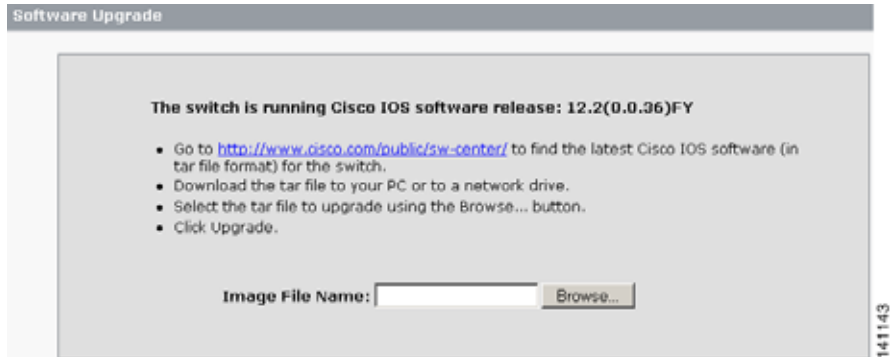 Software Upgrade
The switch is running Cisco IOS software release: 12.2(0.0.36)FY
• Go to http://www.cisco.com/public/sw-center/ to find the latest Cisco IOS software (in
tar file format) for the switch.
• Download the tar file to your PC or to a network drive.
• Select the tar file to upgrade using the Browse... button.
• Click Upgrade.
Image File Name:
Browse...
141143